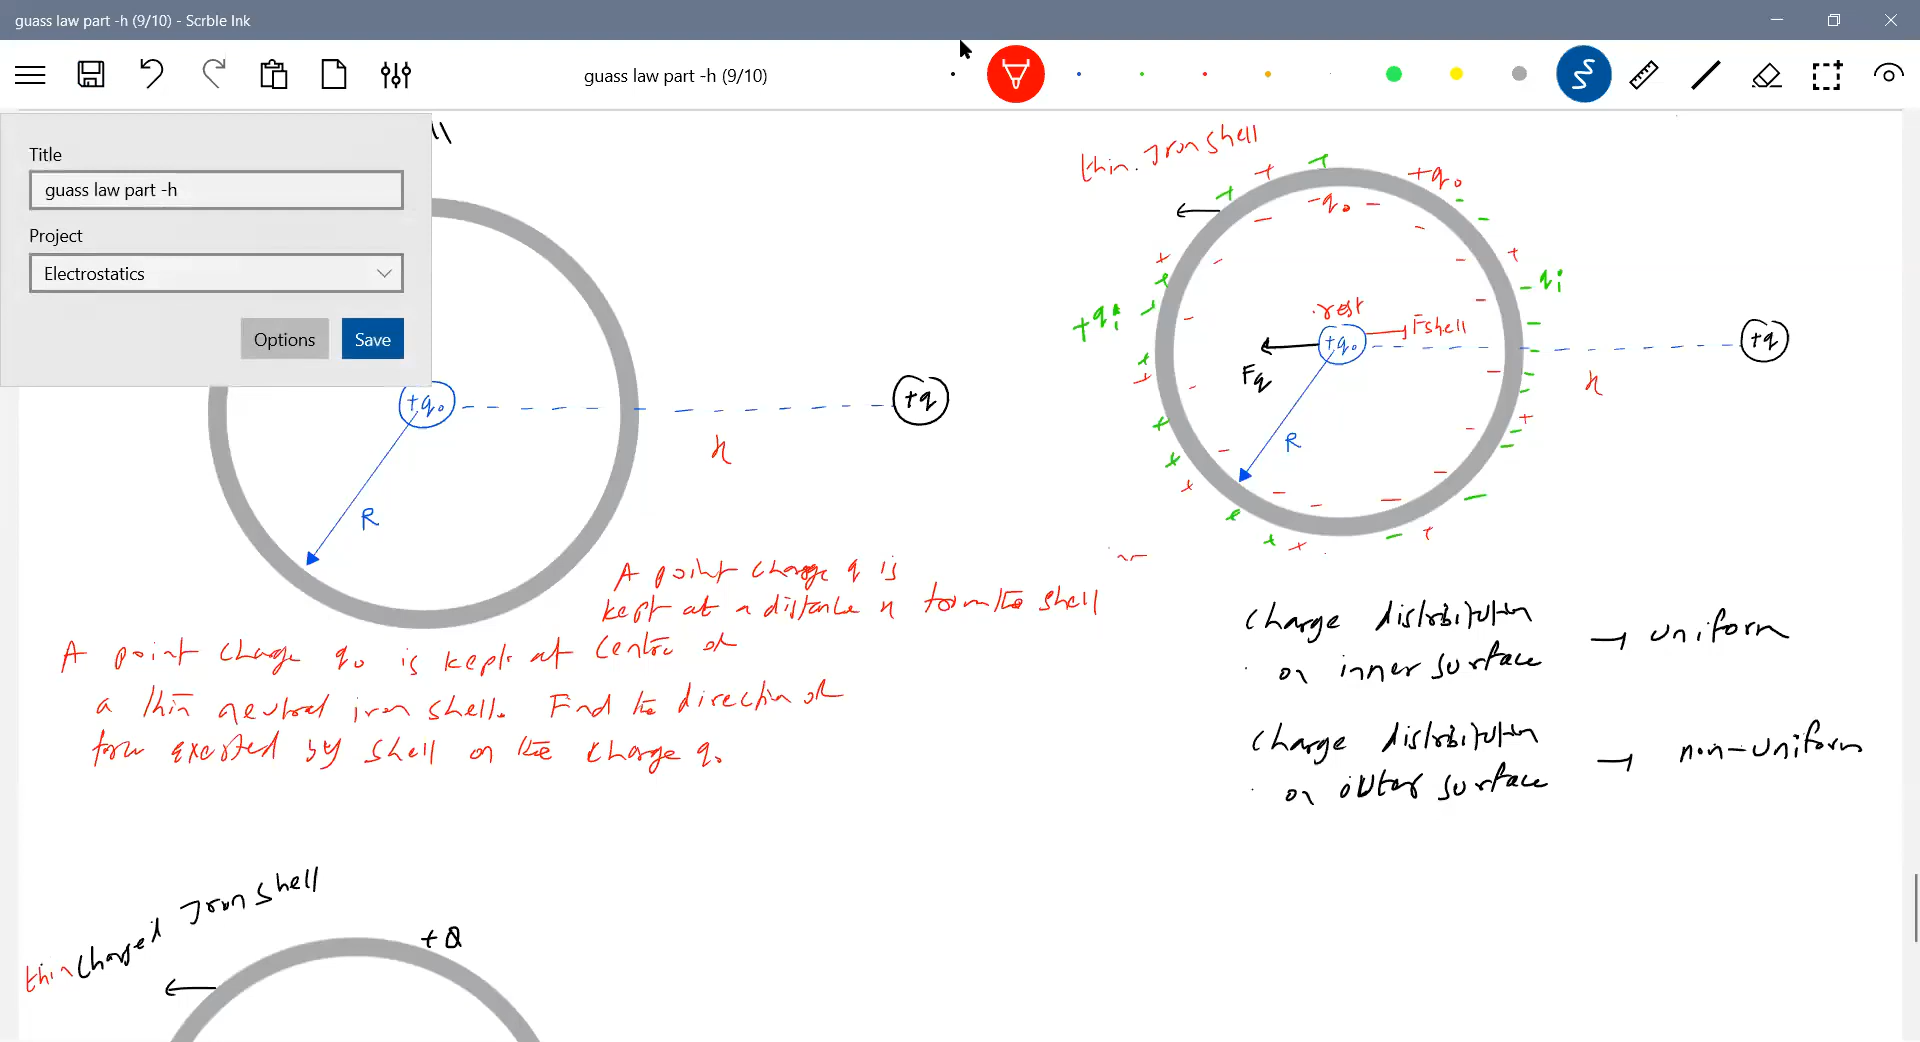 guass law part -h (9/10) - Scrble Ink
guass law part -h (9/10)
Title
guass law part -h
Project
Electrostatics
Options
Save
+q₀
R
x
+q
A point charge q is
kept at a distance x from the shell
A point charge q₀ is kept at centre of
a thin neutral iron shell. Find the direction of
force exerted by shell on the charge q₀
thin Iron shell
+q₀
-q₀
+qi
- qi
rest
+q₀
Fshell
Fq
R
x
+q
charge distribution
on inner surface → uniform
charge distribution
on outer surface → non-uniform
thin charged Iron shell
+Q